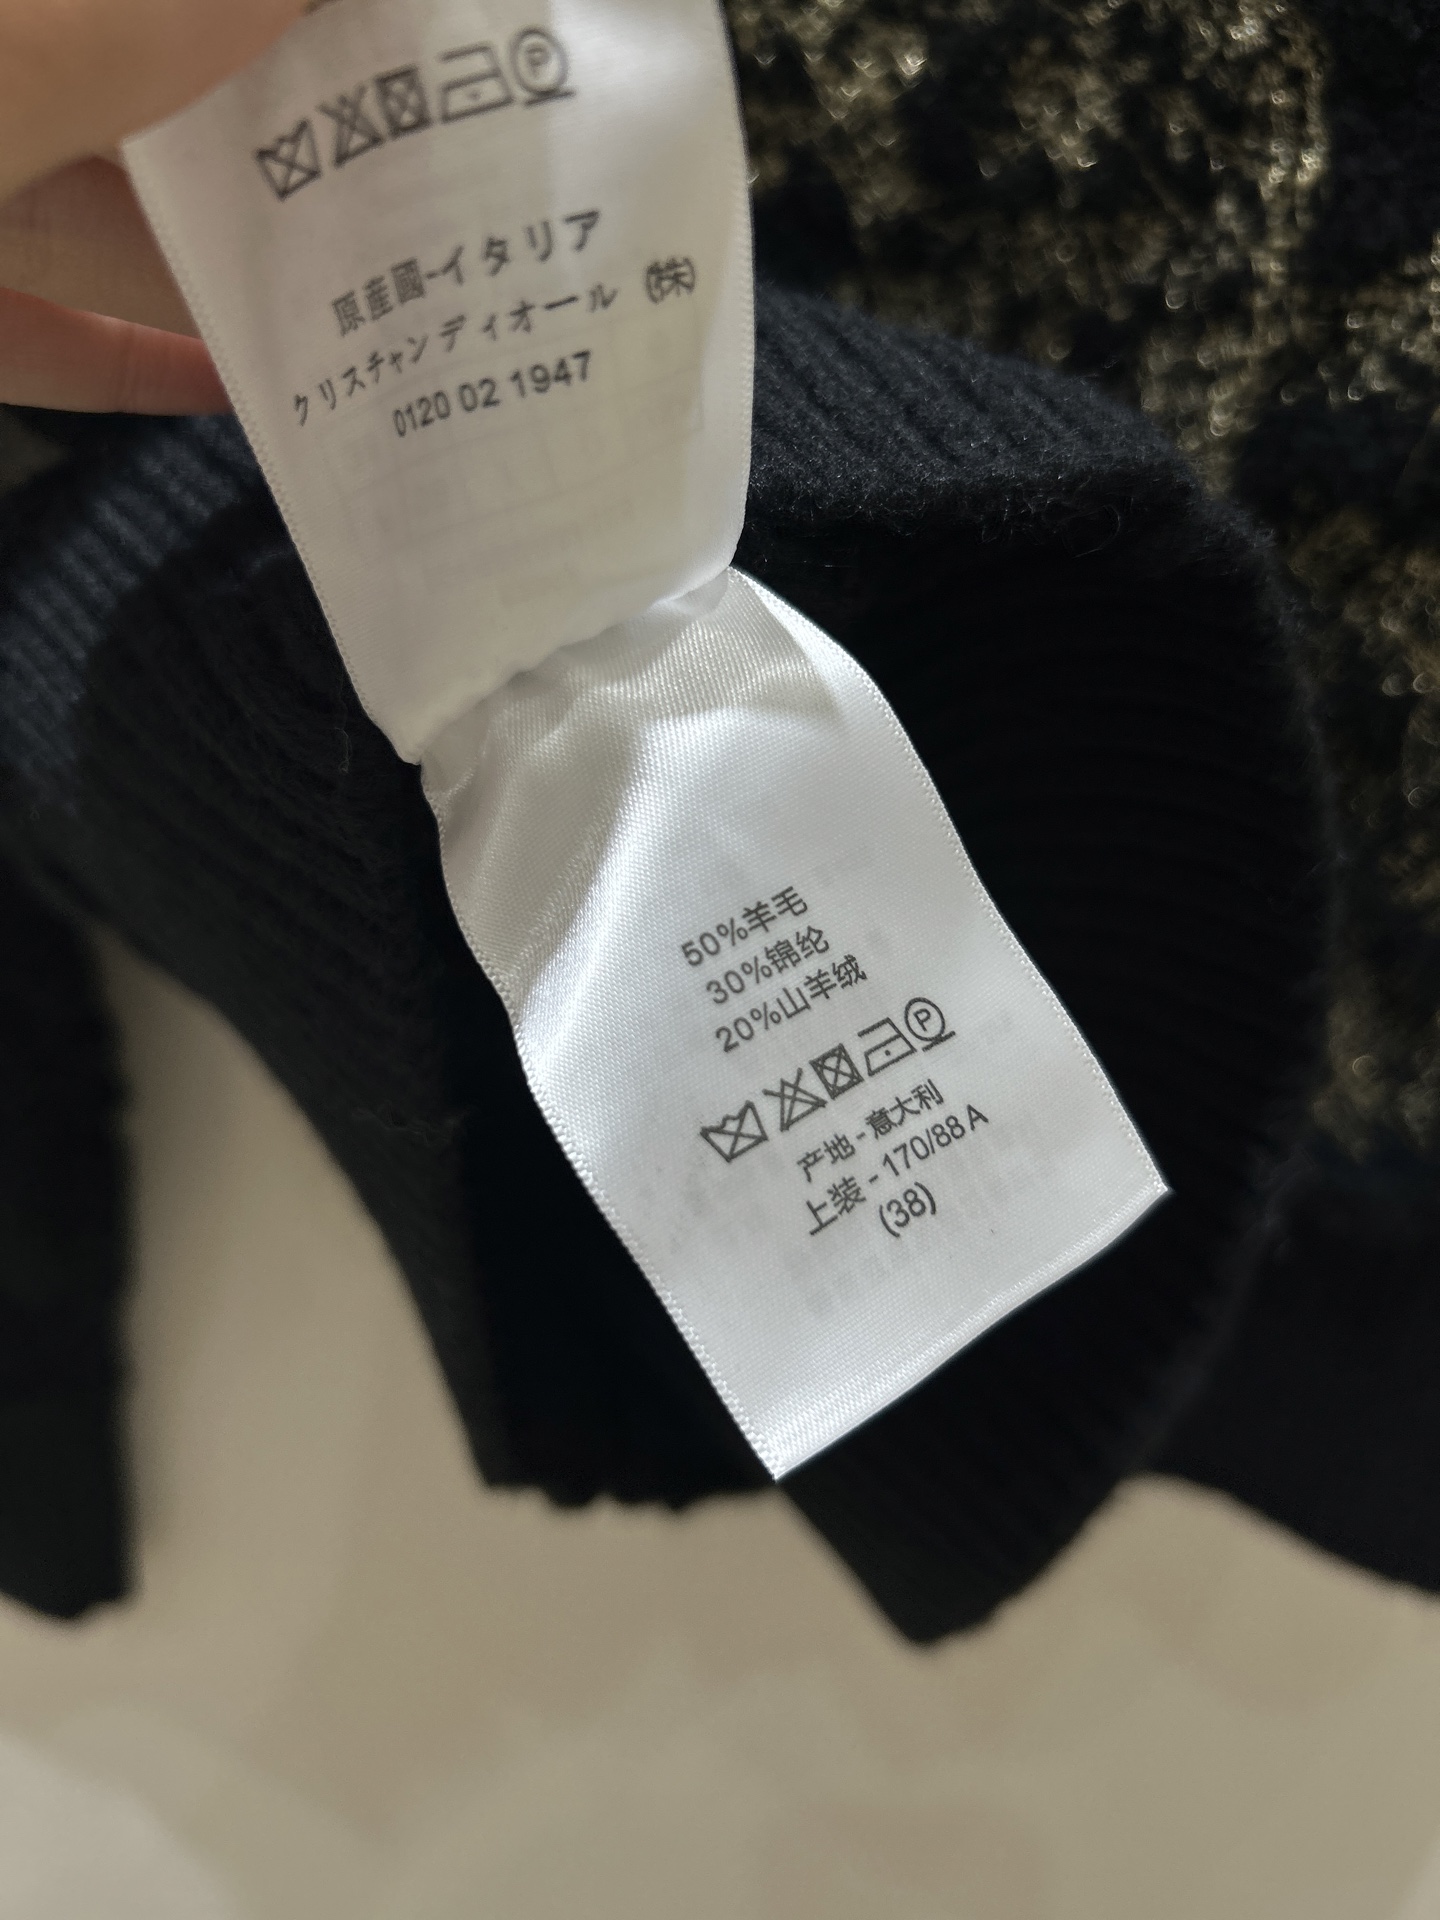 原産國-イタリア
クリスチャンディオール ㈱
0120 02 1947
50%羊毛
30%锦纶
20%山羊绒
P
产地 - 意大利
上装 - 170/88 A
(38)